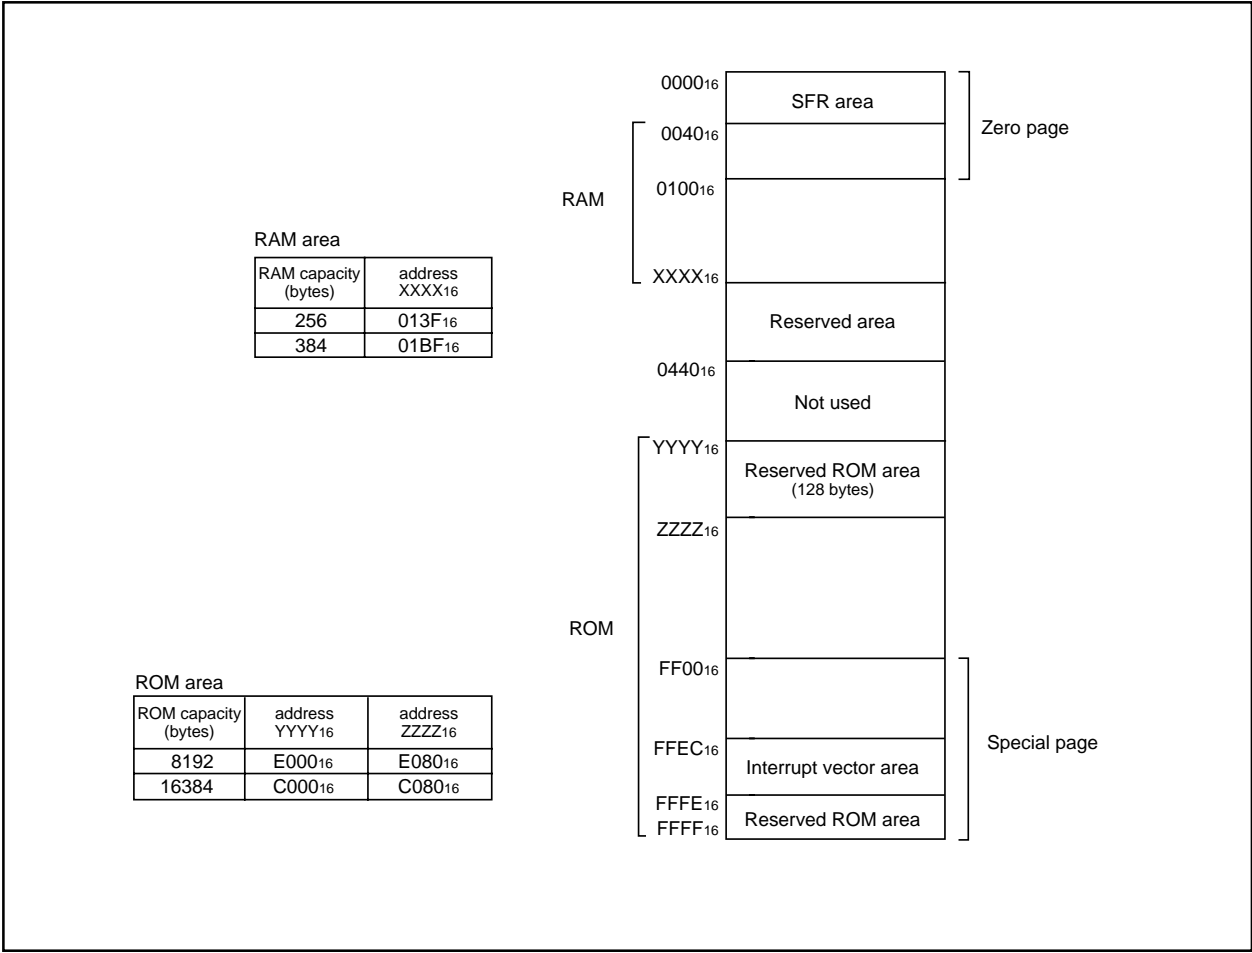 RAM area
RAM capacity (bytes) address XXXX16
256 013F16
384 01BF16
ROM area
ROM capacity (bytes) address YYYY16 address ZZZZ16
8192 E00016 E08016
16384 C00016 C08016
RAM
ROM
000016
SFR area
004016
Zero page
010016
XXXX16
Reserved area
044016
Not used
YYYY16
Reserved ROM area
(128 bytes)
ZZZZ16
FF0016
FFEC16
Interrupt vector area
Special page
FFFE16
FFFF16
Reserved ROM area